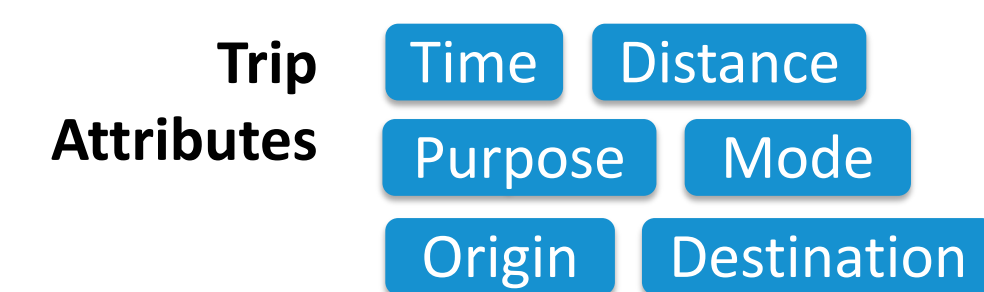 Trip
Attributes
Time Distance
Purpose Mode
Origin Destination